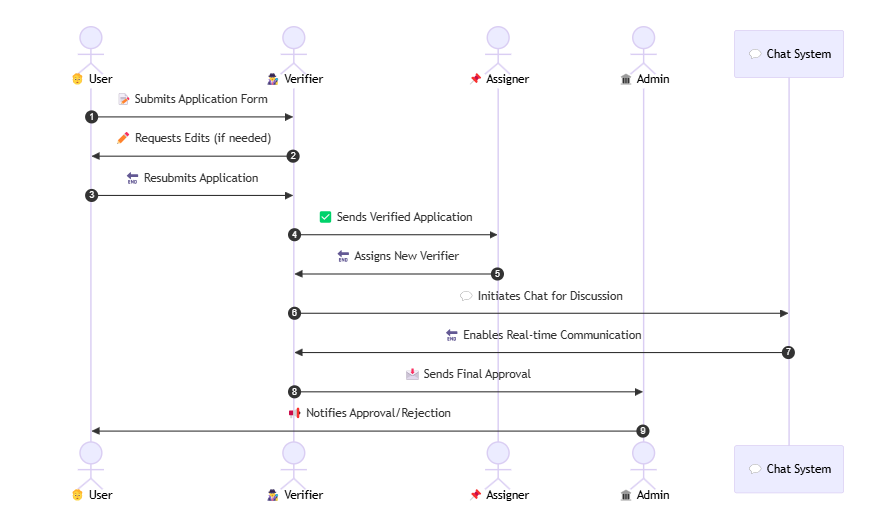 👴 User
🕵️ Verifier
📌 Assigner
🏛️ Admin
💬 Chat System
📝 Submits Application Form
1
✏️ Requests Edits (if needed)
2
🔚 Resubmits Application
3
✅ Sends Verified Application
4
🔚 Assigns New Verifier
5
💬 Initiates Chat for Discussion
6
🔚 Enables Real-time Communication
7
📩 Sends Final Approval
8
📢 Notifies Approval/Rejection
9
👴 User
🕵️ Verifier
📌 Assigner
🏛️ Admin
💬 Chat System